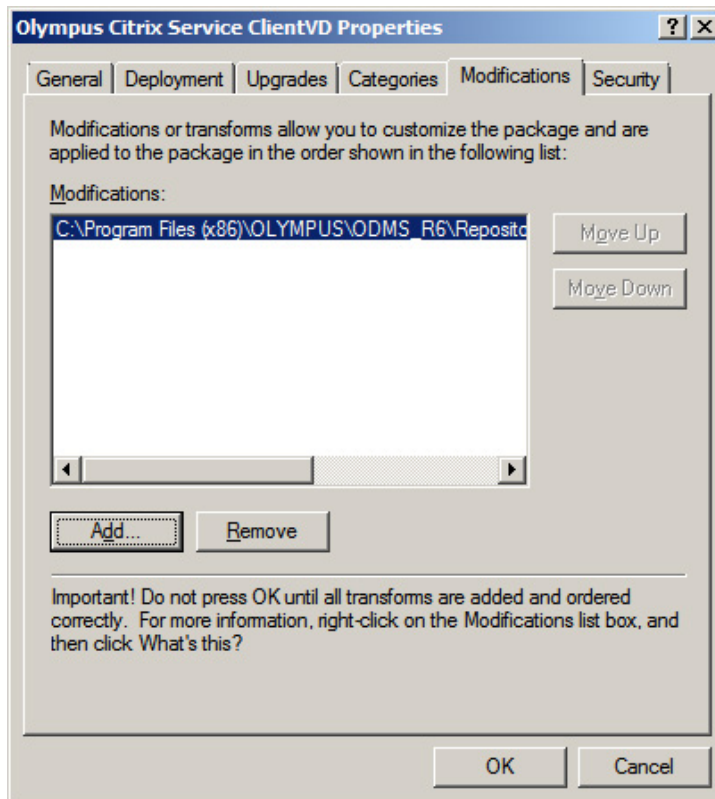 Olympus Citrix Service ClientVD Properties
General Deployment Upgrades Categories Modifications Security
Modifications or transforms allow you to customize the package and are
applied to the package in the order shown in the following list:
Modifications:
C:\Program Files (x86)\OLYMPUS\ODMS_R6\Reposito
Move Up
Move Down
Add... Remove
Important! Do not press OK until all transforms are added and ordered
correctly. For more information, right-click on the Modifications list box, and
then click What's this?
OK Cancel